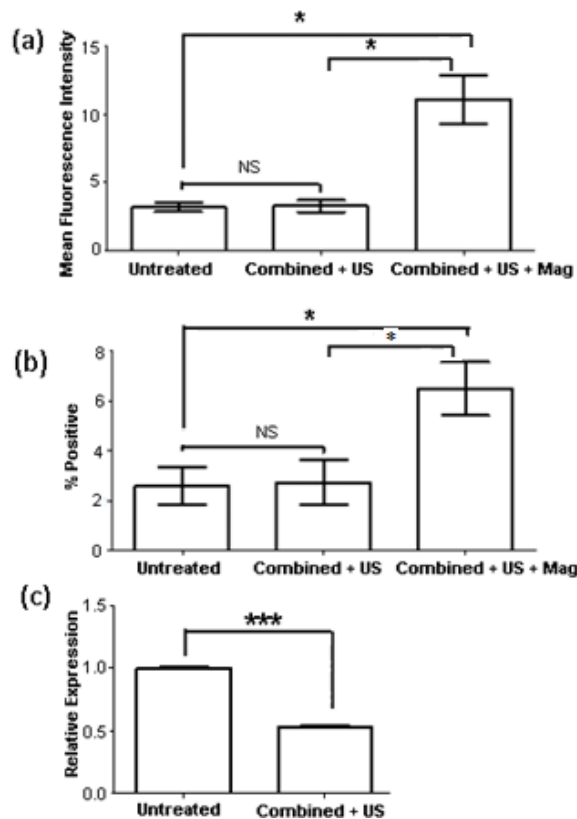 (a)
*
*
NS
Mean Fluorescence Intensity
15
10
5
0
Untreated Combined + US Combined + US + Mag
(b)
*
*
NS
% Positive
8
6
4
2
0
Untreated Combined + US Combined + US + Mag
(c)
***
Relative Expression
1.5
1.0
0.5
0.0
Untreated Combined + US